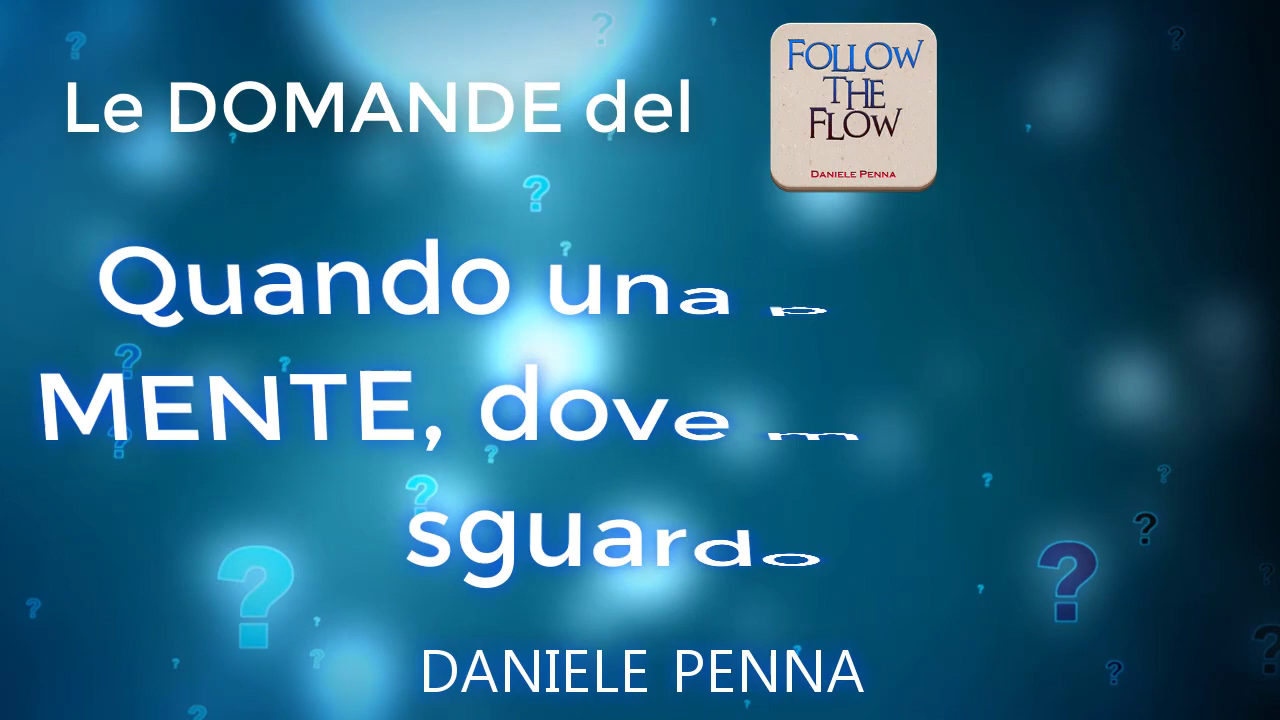 Le DOMANDE del
FOLLOW
THE
FLOW
DANIELE PENNA
Quando una p
MENTE, dove m
sguardo
DANIELE PENNA